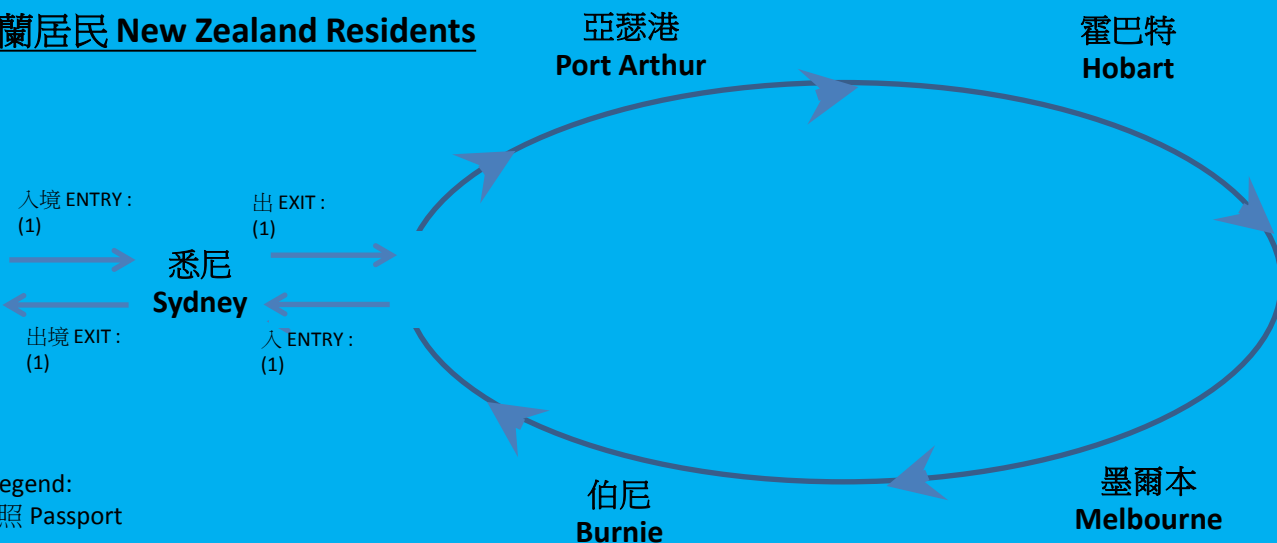 蘭居民 New Zealand Residents
亞瑟港
Port Arthur
霍巴特
Hobart
入境 ENTRY :
(1)
出 EXIT :
(1)
悉尼
Sydney
出境 EXIT :
(1)
入 ENTRY :
(1)
egend:
照 Passport
伯尼
Burnie
墨爾本
Melbourne